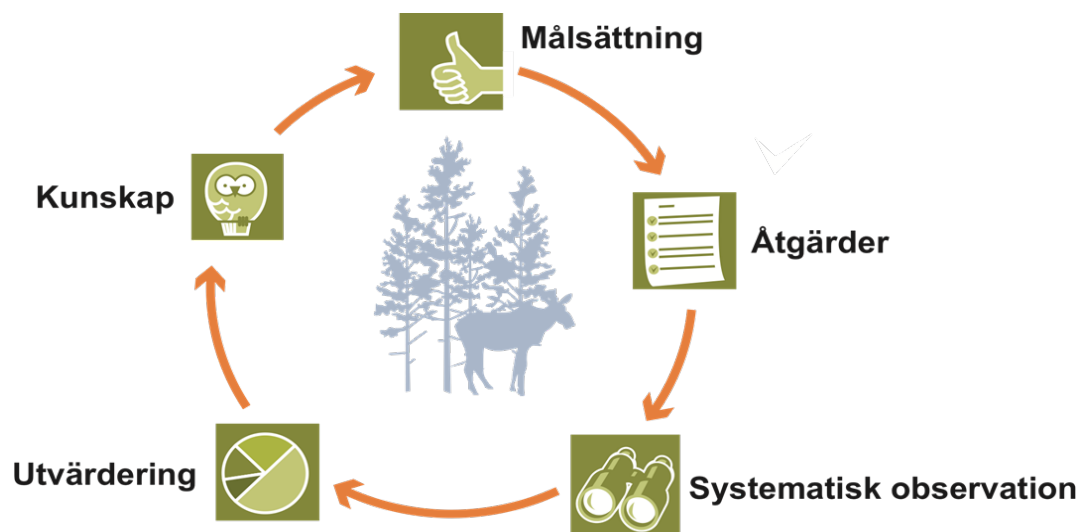 Målsättning
Åtgärder
Systematisk observation
Utvärdering
Kunskap